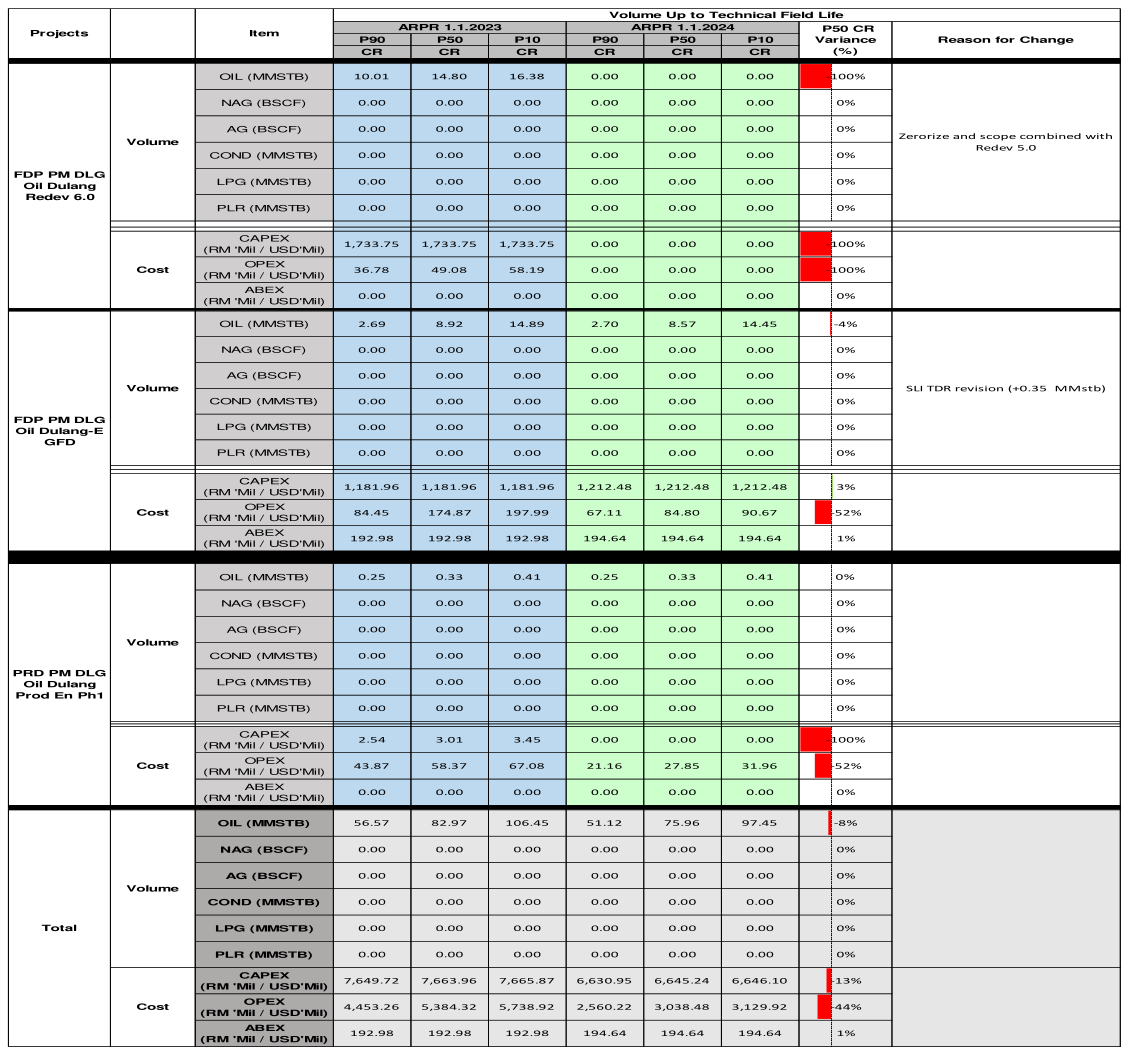 Volume Up to Technical Field Life
Projects Item ARPR 1.1.2023 ARPR 1.1.2024 P50 CR Variance (%) Reason for Change
P90 P50 P10 P90 P50 P10
CR CR CR CR CR CR
FDP PM DLG Oil Dulang Redev 6.0
Volume
OIL (MMSTB) 10.01 14.80 16.38 0.00 0.00 0.00 -100%
NAG (BSCF) 0.00 0.00 0.00 0.00 0.00 0.00 0%
AG (BSCF) 0.00 0.00 0.00 0.00 0.00 0.00 0%
COND (MMSTB) 0.00 0.00 0.00 0.00 0.00 0.00 0%
LPG (MMSTB) 0.00 0.00 0.00 0.00 0.00 0.00 0%
PLR (MMSTB) 0.00 0.00 0.00 0.00 0.00 0.00 0%
Zerorize and scope combined with
Redev 5.0
Cost
CAPEX (RM 'Mil / USD'Mil) 1,733.75 1,733.75 1,733.75 0.00 0.00 0.00 -100%
OPEX (RM 'Mil / USD'Mil) 36.78 49.08 58.19 0.00 0.00 0.00 -100%
ABEX (RM 'Mil / USD'Mil) 0.00 0.00 0.00 0.00 0.00 0.00 0%
FDP PM DLG Oil Dulang-E GFD
Volume
OIL (MMSTB) 2.69 8.92 14.89 2.70 8.57 14.45 -4%
NAG (BSCF) 0.00 0.00 0.00 0.00 0.00 0.00 0%
AG (BSCF) 0.00 0.00 0.00 0.00 0.00 0.00 0%
COND (MMSTB) 0.00 0.00 0.00 0.00 0.00 0.00 0%
LPG (MMSTB) 0.00 0.00 0.00 0.00 0.00 0.00 0%
PLR (MMSTB) 0.00 0.00 0.00 0.00 0.00 0.00 0%
SLI TDR revision (+0.35 MMstb)
Cost
CAPEX (RM 'Mil / USD'Mil) 1,181.96 1,181.96 1,181.96 1,212.48 1,212.48 1,212.48 3%
OPEX (RM 'Mil / USD'Mil) 84.45 174.87 197.99 67.11 84.80 90.67 -52%
ABEX (RM 'Mil / USD'Mil) 192.98 192.98 192.98 194.64 194.64 194.64 1%
PRD PM DLG Oil Dulang Prod En Ph1
Volume
OIL (MMSTB) 0.25 0.33 0.41 0.25 0.33 0.41 0%
NAG (BSCF) 0.00 0.00 0.00 0.00 0.00 0.00 0%
AG (BSCF) 0.00 0.00 0.00 0.00 0.00 0.00 0%
COND (MMSTB) 0.00 0.00 0.00 0.00 0.00 0.00 0%
LPG (MMSTB) 0.00 0.00 0.00 0.00 0.00 0.00 0%
PLR (MMSTB) 0.00 0.00 0.00 0.00 0.00 0.00 0%
Cost
CAPEX (RM 'Mil / USD'Mil) 2.54 3.01 3.45 0.00 0.00 0.00 -100%
OPEX (RM 'Mil / USD'Mil) 43.87 58.37 67.08 21.16 27.85 31.96 -52%
ABEX (RM 'Mil / USD'Mil) 0.00 0.00 0.00 0.00 0.00 0.00 0%
Total
Volume
OIL (MMSTB) 56.57 82.97 106.45 51.12 75.96 97.45 -8%
NAG (BSCF) 0.00 0.00 0.00 0.00 0.00 0.00 0%
AG (BSCF) 0.00 0.00 0.00 0.00 0.00 0.00 0%
COND (MMSTB) 0.00 0.00 0.00 0.00 0.00 0.00 0%
LPG (MMSTB) 0.00 0.00 0.00 0.00 0.00 0.00 0%
PLR (MMSTB) 0.00 0.00 0.00 0.00 0.00 0.00 0%
Cost
CAPEX (RM 'Mil / USD'Mil) 7,649.72 7,663.96 7,665.87 6,630.95 6,645.24 6,646.10 -13%
OPEX (RM 'Mil / USD'Mil) 4,453.26 5,384.32 5,738.92 2,560.22 3,038.48 3,129.92 -44%
ABEX (RM 'Mil / USD'Mil) 192.98 192.98 192.98 194.64 194.64 194.64 1%